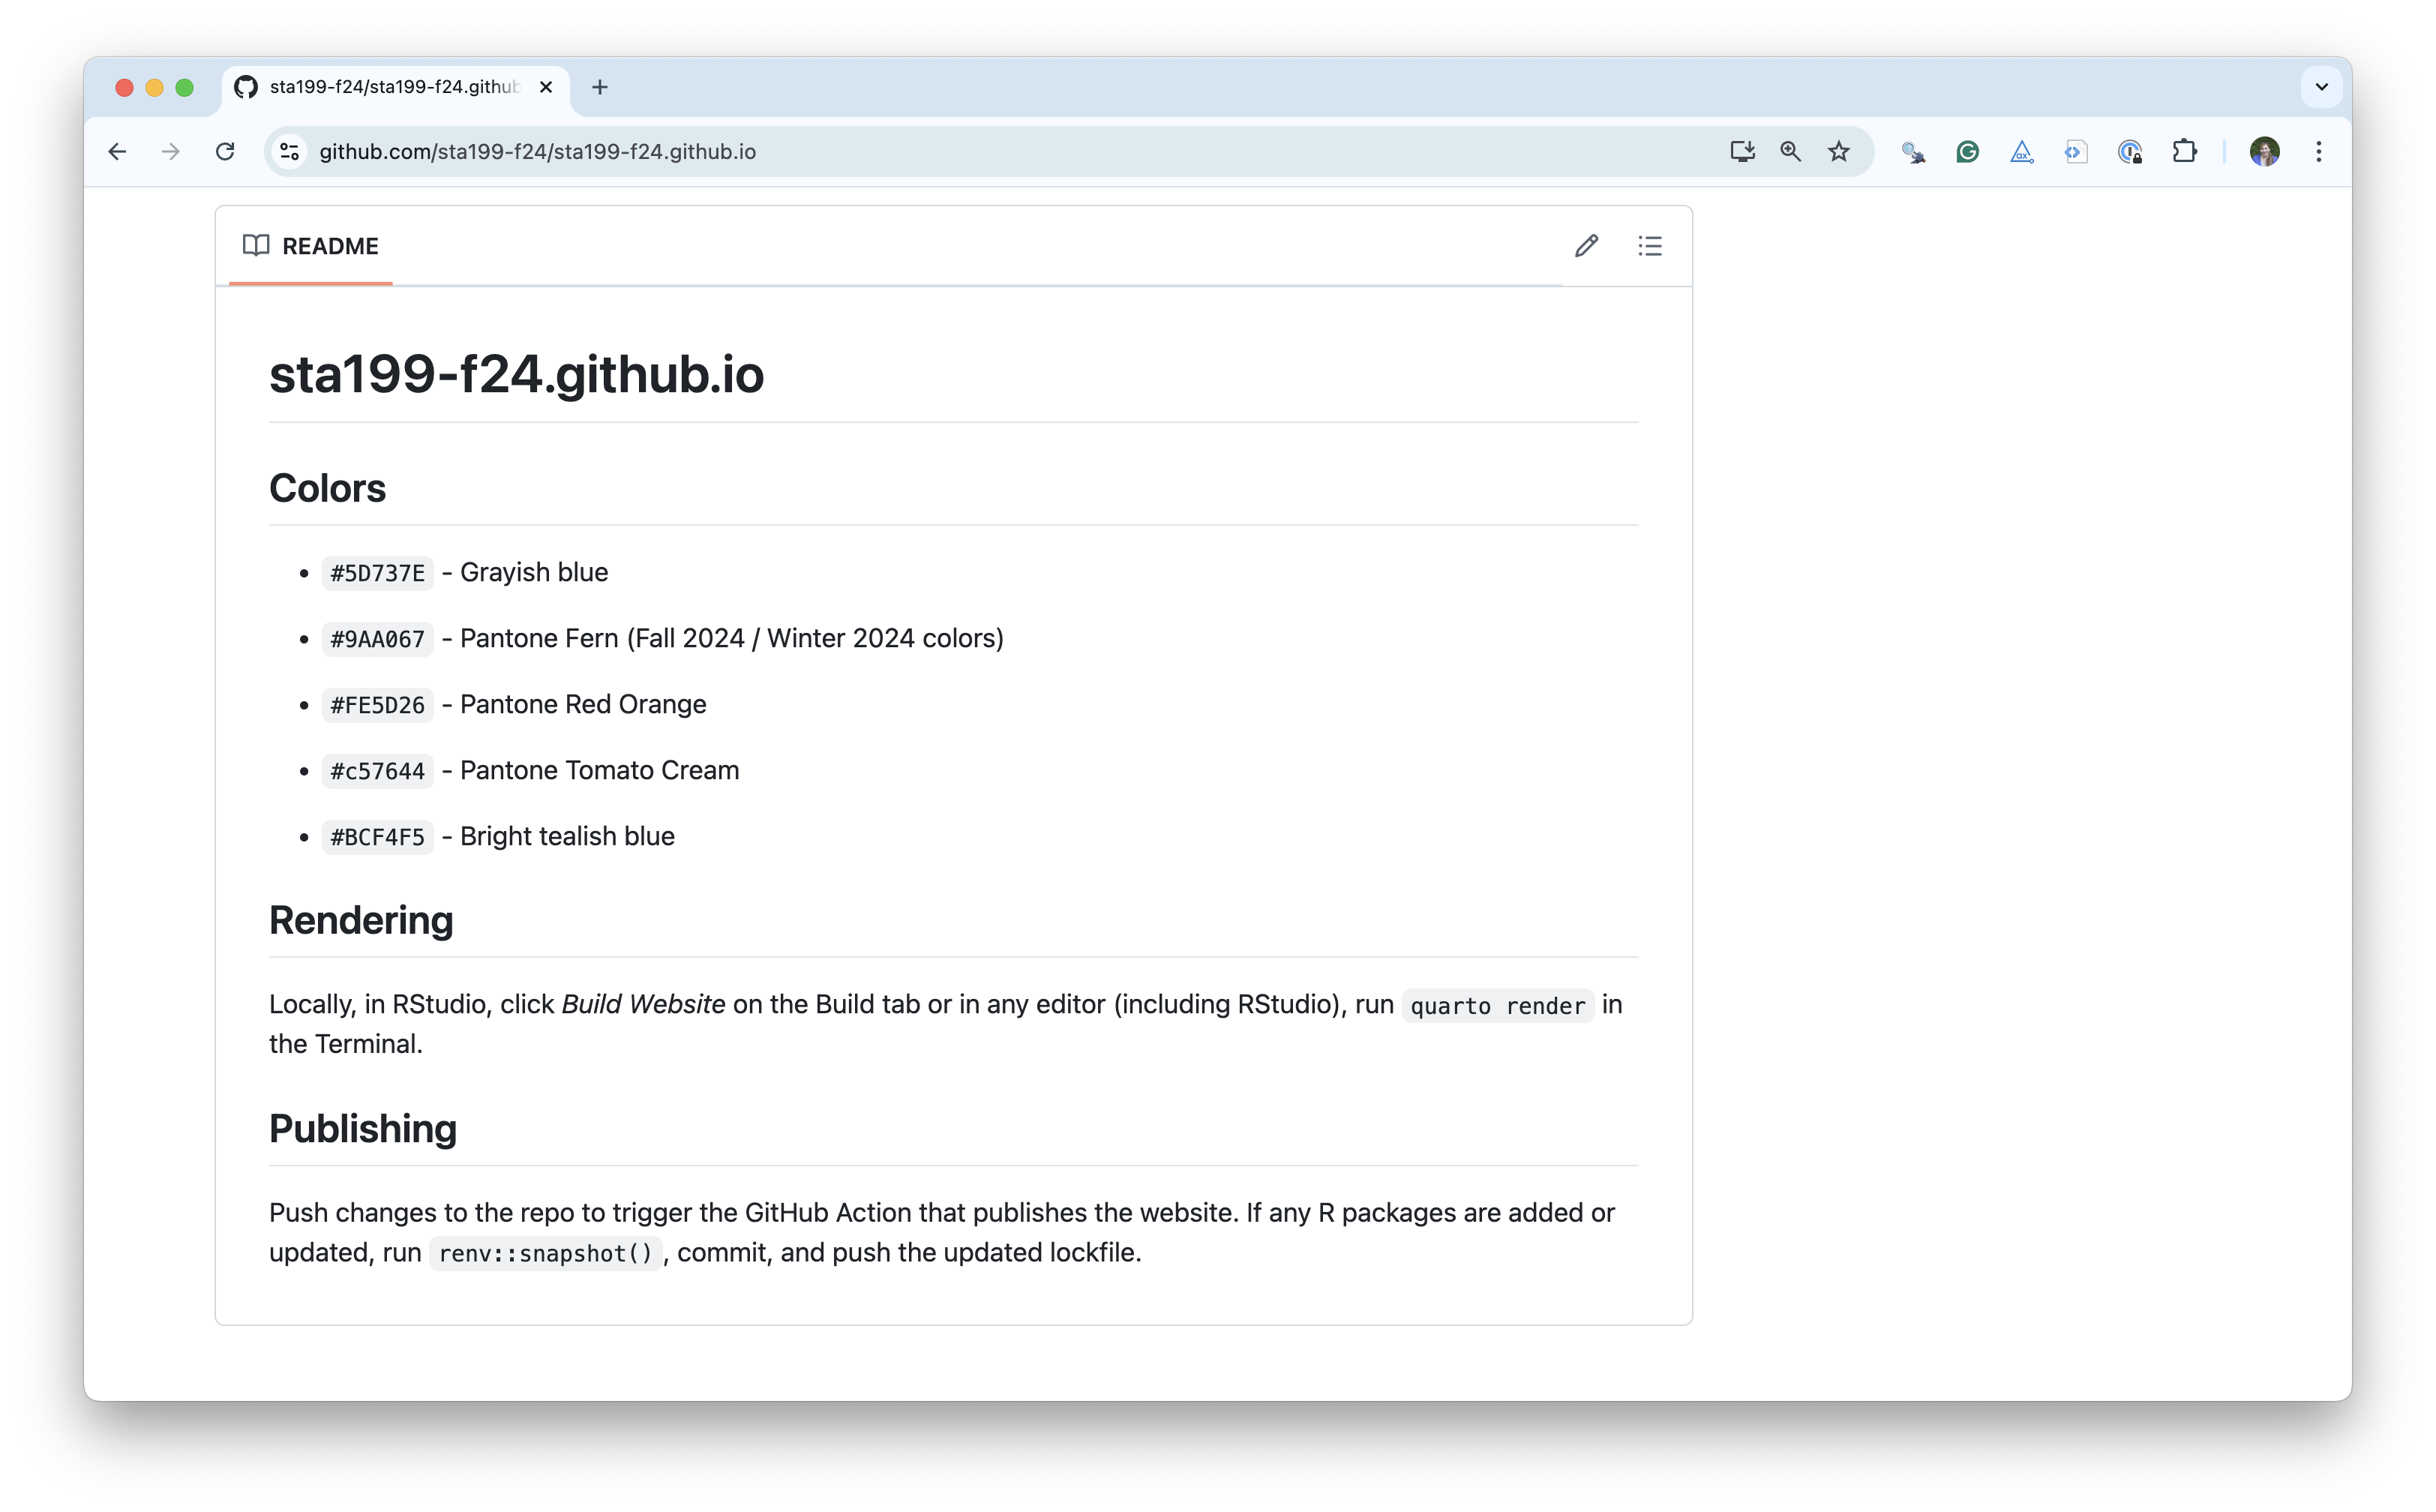 sta199-f24/sta199-f24.github
github.com/sta199-f24/sta199-f24.github.io
README
sta199-f24.github.io
Colors
#5D737E - Grayish blue
#9AA067 - Pantone Fern (Fall 2024 / Winter 2024 colors)
#FE5D26 - Pantone Red Orange
#c57644 - Pantone Tomato Cream
#BCF4F5 - Bright tealish blue
Rendering
Locally, in RStudio, click Build Website on the Build tab or in any editor (including RStudio), run quarto render in
the Terminal.
Publishing
Push changes to the repo to trigger the GitHub Action that publishes the website. If any R packages are added or
updated, run renv::snapshot(), commit, and push the updated lockfile.